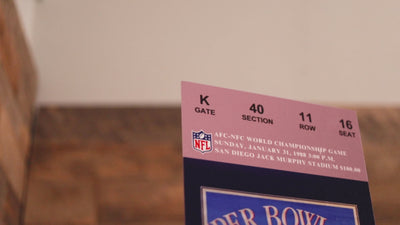 K 40 11 16
GATE SECTION ROW SEAT
NFL
AFC-NFC WORLD CHAMPIONSHIP GAME
SUNDAY, JANUARY 31, 1988 3:00 P.M.
SAN DIEGO JACK MURPHY STADIUM $100.00
PER BOWL